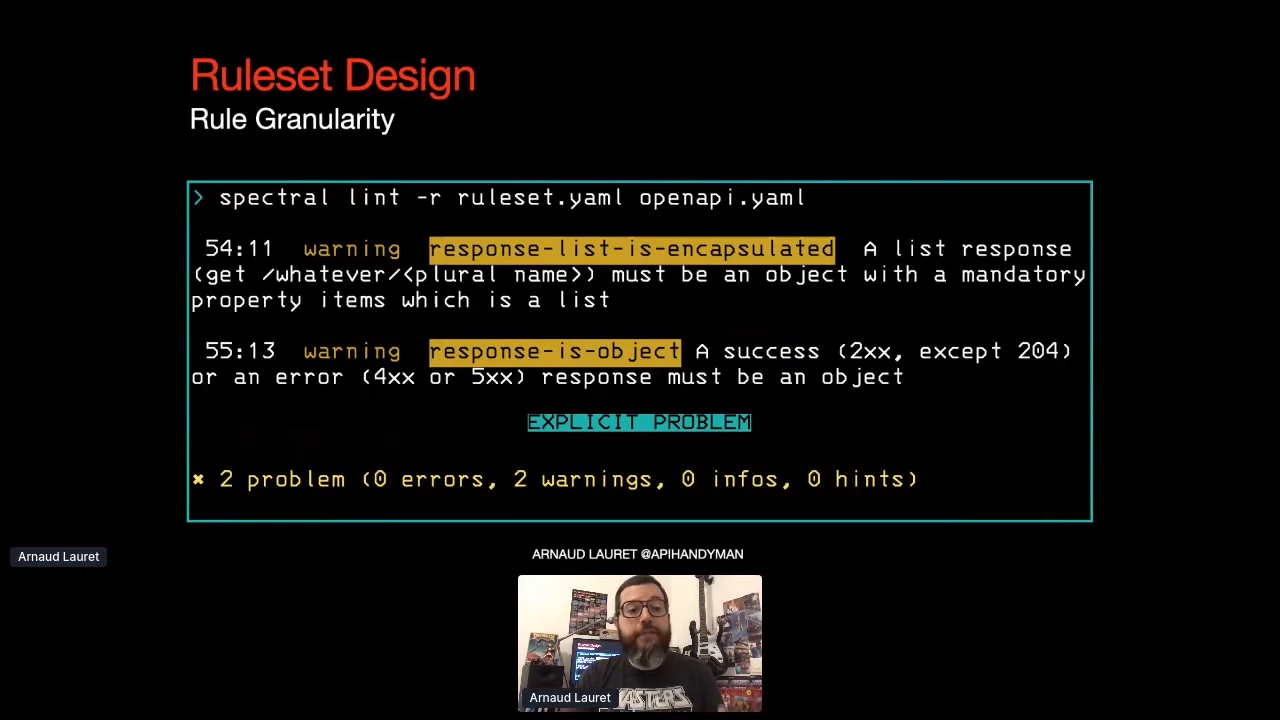 Ruleset Design
Rule Granularity
> spectral lint -r ruleset.yaml openapi.yaml
54:11 warning response-list-is-encapsulated A list response
(get /whatever/<plural name>) must be an object with a mandatory
property items which is a list
55:13 warning response-is-object A success (2xx, except 204)
or an error (4xx or 5xx) response must be an object
EXPLICIT PROBLEM
✖ 2 problem (0 errors, 2 warnings, 0 infos, 0 hints)
Arnaud Lauret
ARNAUD LAURET @APIHANDYMAN
Arnaud Lauret